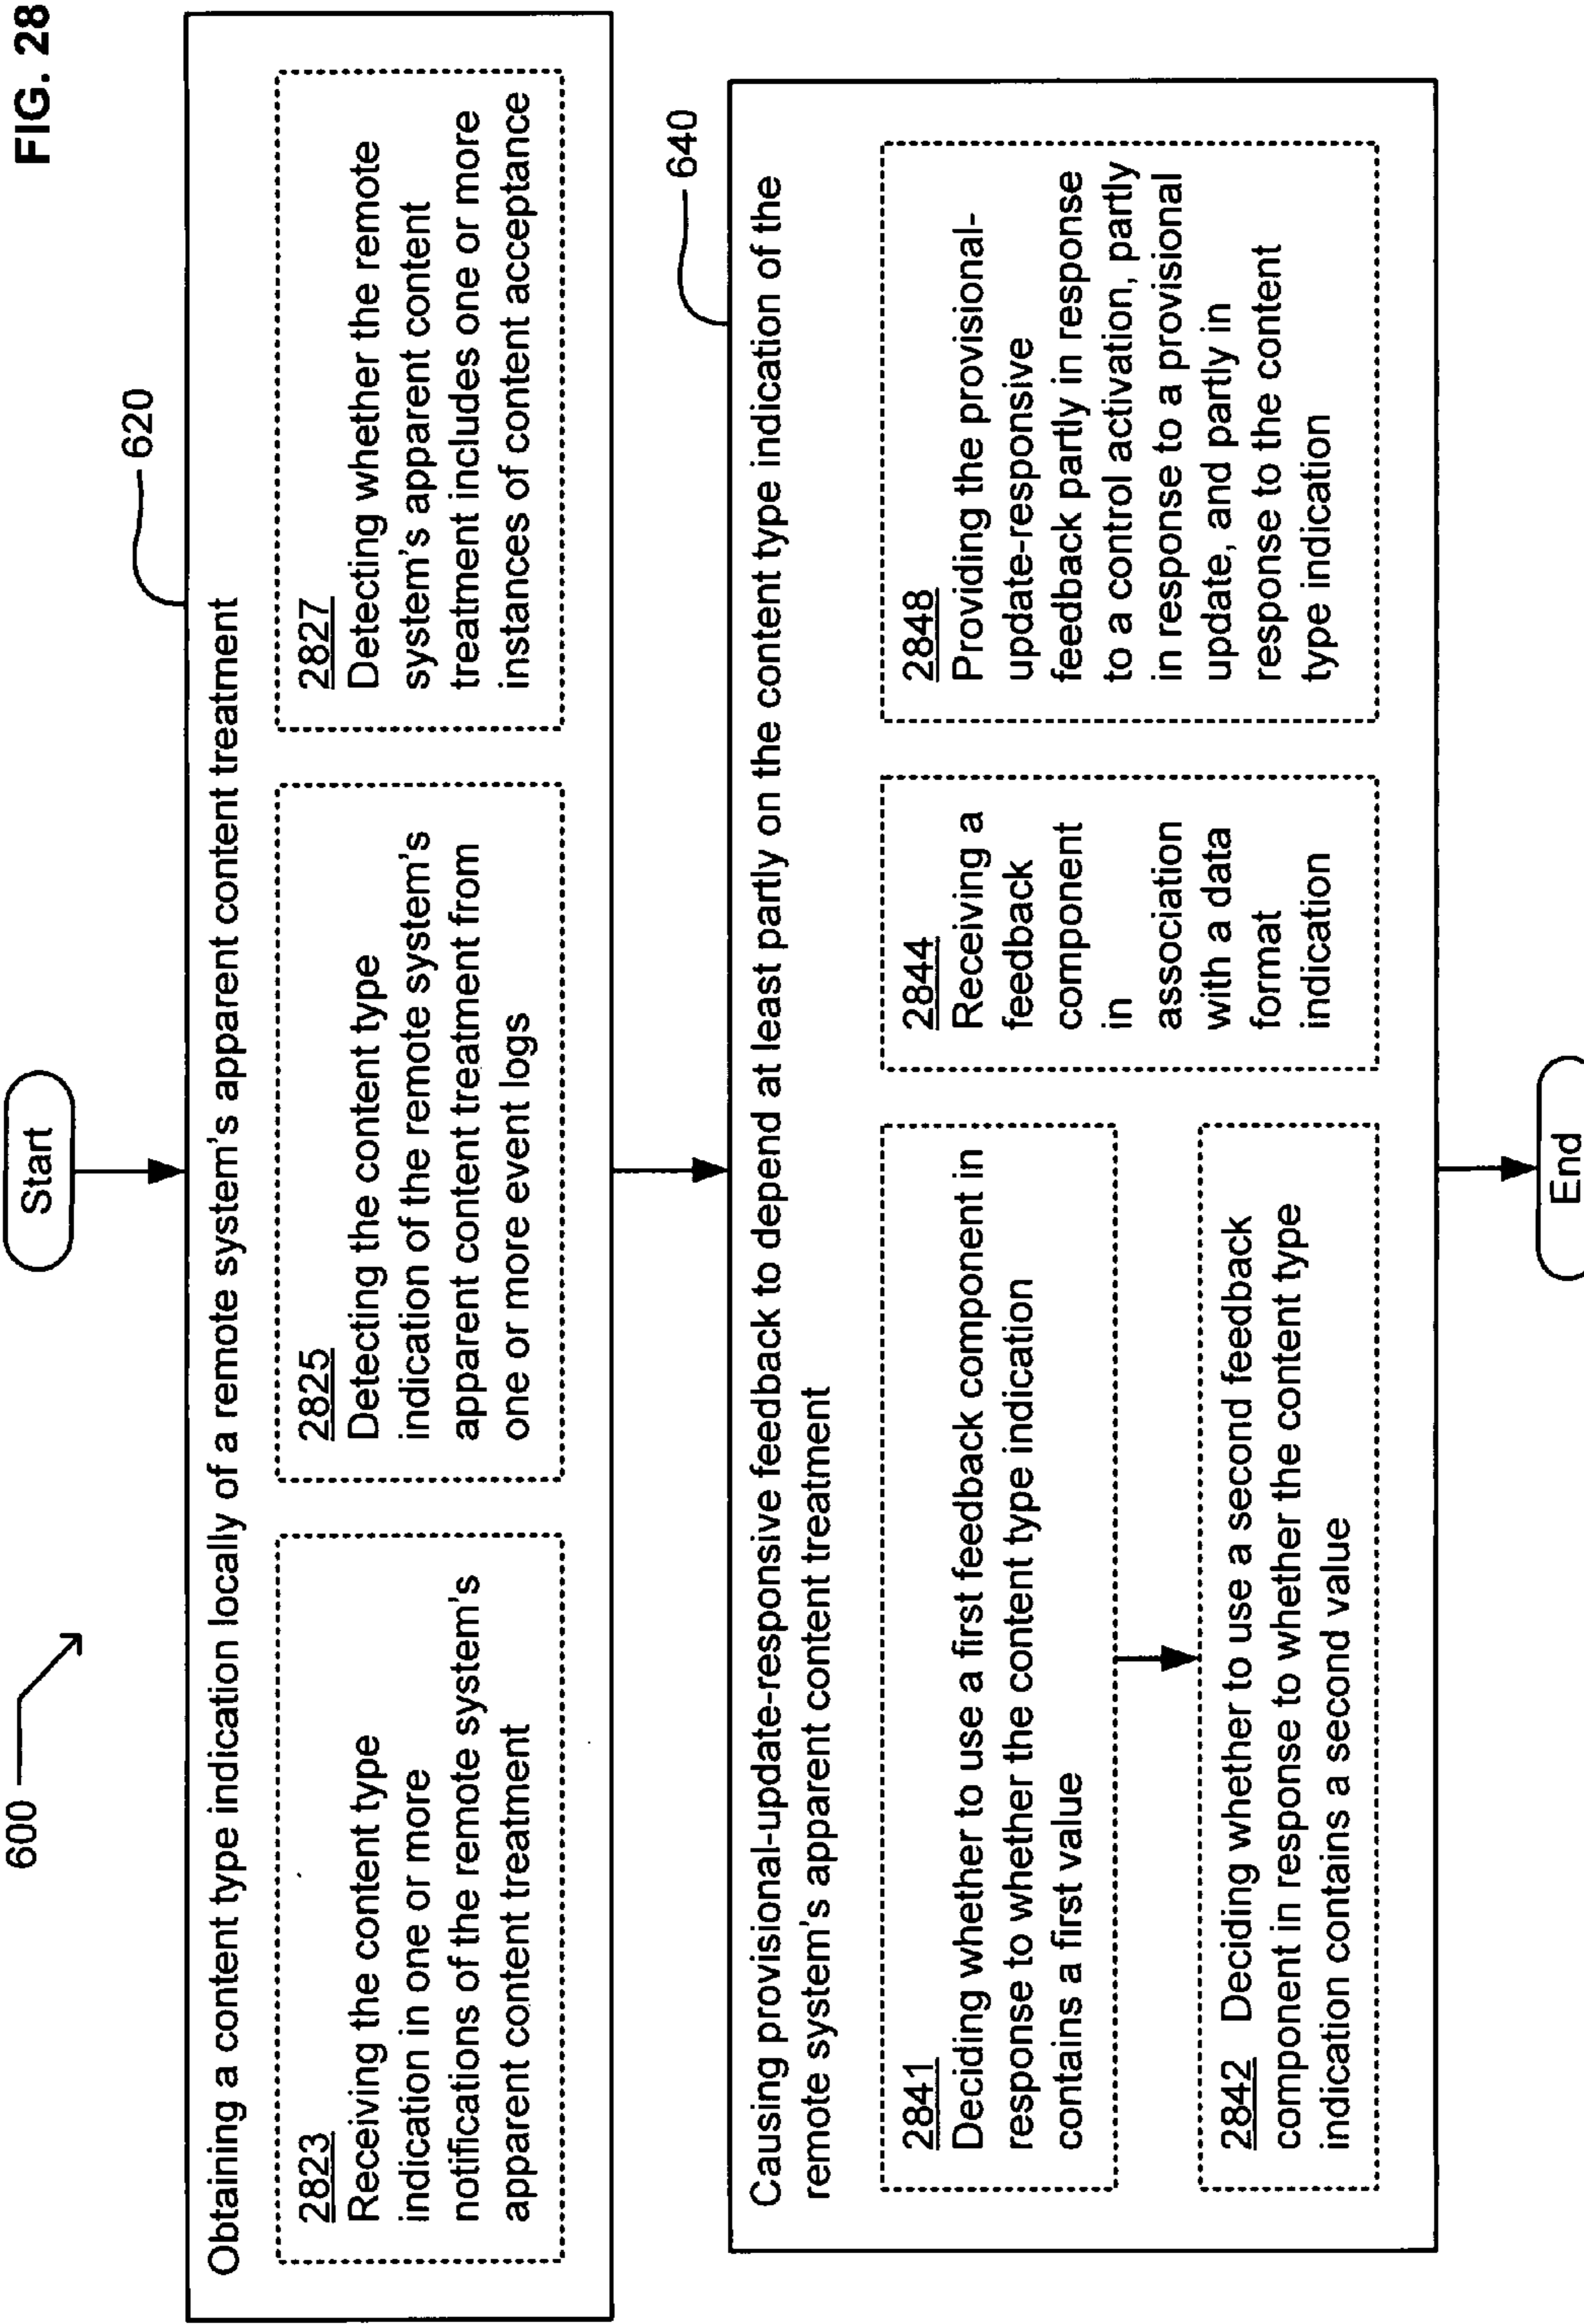 FIG. 28
600
Start
620
Obtaining a content type indication locally of a remote system's apparent content treatment
2823
Receiving the content type
indication in one or more
notifications of the remote system's
apparent content treatment
2825
Detecting the content type
indication of the remote system's
apparent content treatment from
one or more event logs
2827
Detecting whether the remote
system's apparent content
treatment includes one or more
instances of content acceptance
640
Causing provisional-update-responsive feedback to depend at least partly on the content type indication of the
remote system's apparent content treatment
2841
Deciding whether to use a first feedback component in
response to whether the content type indication
contains a first value
2842 Deciding whether to use a second feedback
component in response to whether the content type
indication contains a second value
2844
Receiving a
feedback
component
in
association
with a data
format
indication
2848
Providing the provisional-
update-responsive
feedback partly in response
to a control activation, partly
in response to a provisional
update, and partly in
response to the content
type indication
End